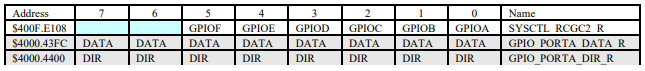 Address 7 6 5 4 3 2 1 0 Name
$400F.E108 GPIOF GPIOE GPIOD GPIOC GPIOB GPIOA SYSCTL_RCGC2_R
$4000.43FC DATA DATA DATA DATA DATA DATA DATA DATA GPIO_PORTA_DATA_R
$4000.4400 DIR DIR DIR DIR DIR DIR DIR DIR GPIO_PORTA_DIR_R